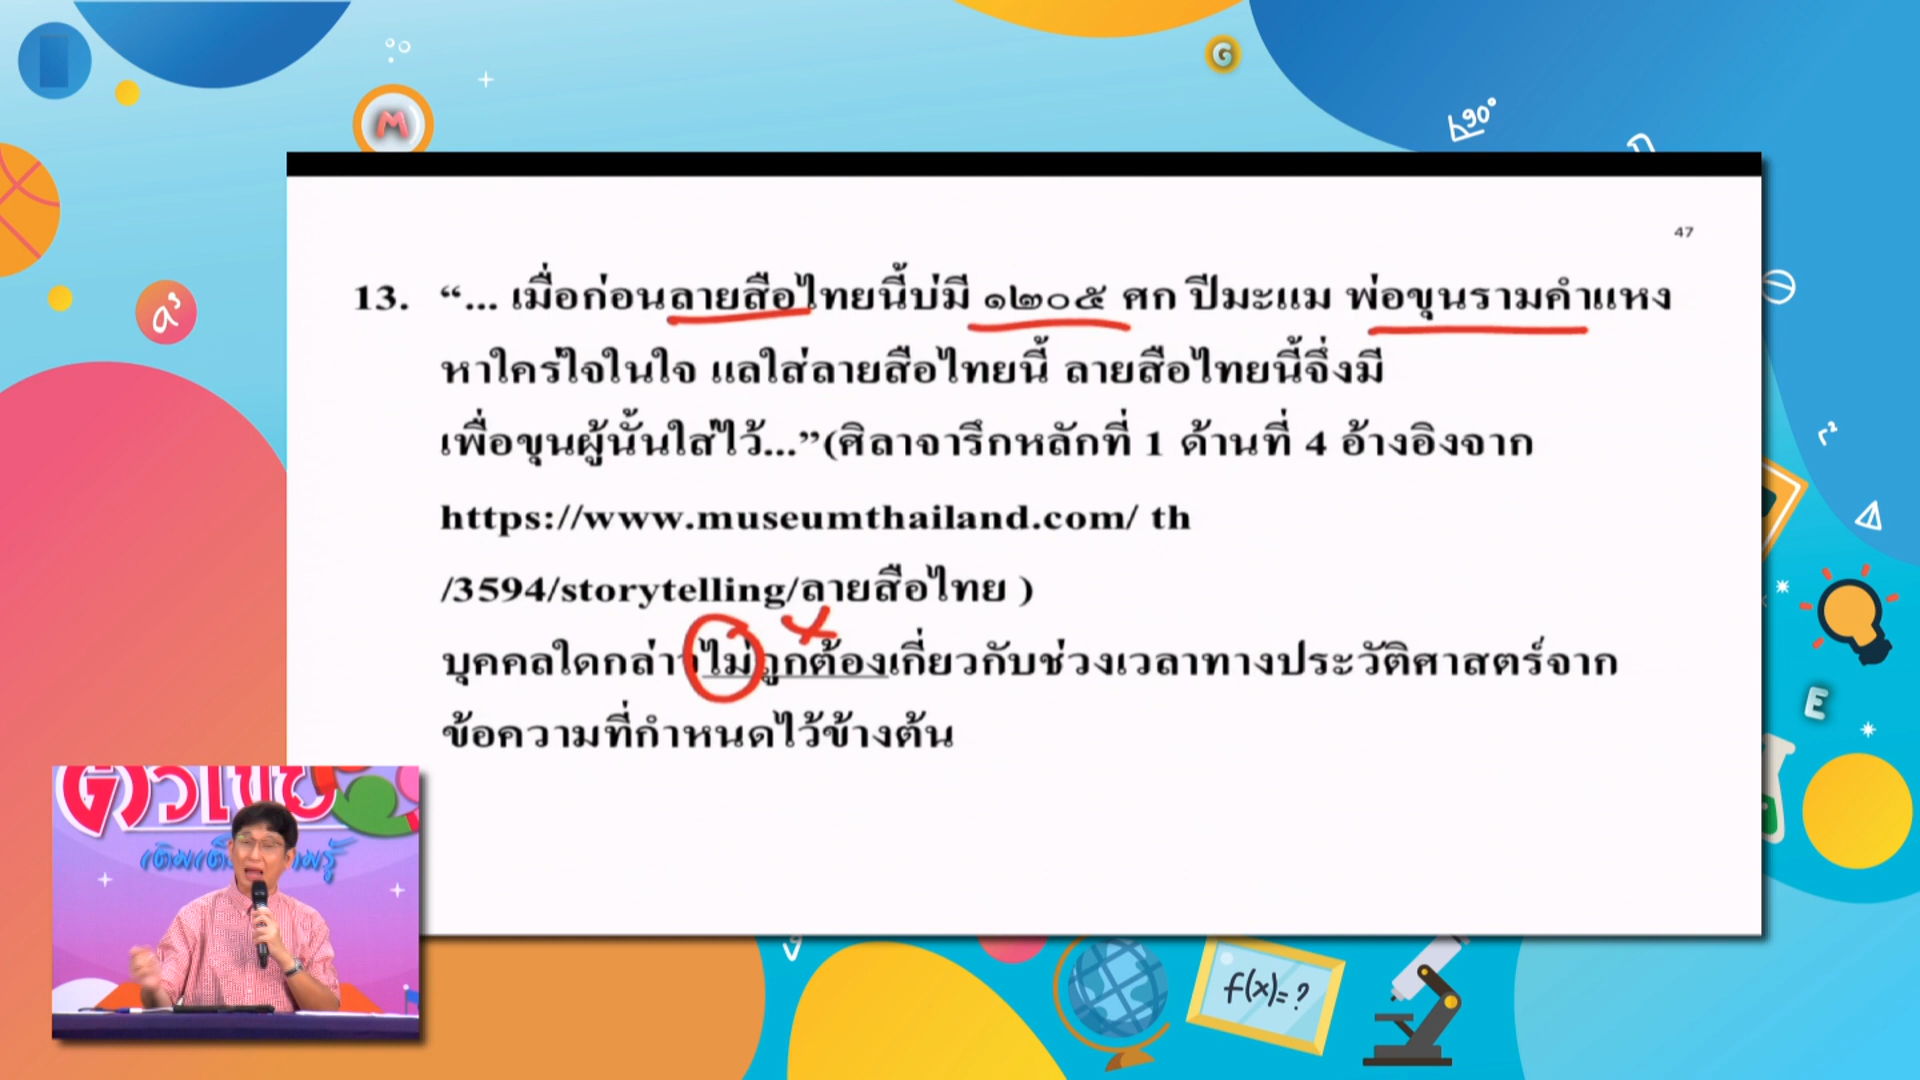 M
G
90°
a³
47
13. “... เมื่อก่อนลายสือไทยนี้บ่มี ๑๒๐๕ ศก ปีมะแม พ่อขุนรามคำแหง
หาใคร่ใจในใจ แลใส่ลายสือไทยนี้ ลายสือไทยนี้จึ่งมี
เพื่อขุนผู้นั้นใส่ไว้...”(ศิลาจารึกหลักที่ 1 ด้านที่ 4 อ้างอิงจาก
https://www.museumthailand.com/ th
/3594/storytelling/ลายสือไทย )
บุคคลใดกล่าวไม่ถูกต้องเกี่ยวกับช่วงเวลาทางประวัติศาสตร์จาก
ข้อความที่กำหนดไว้ข้างต้น
r²
E
f(x)=?